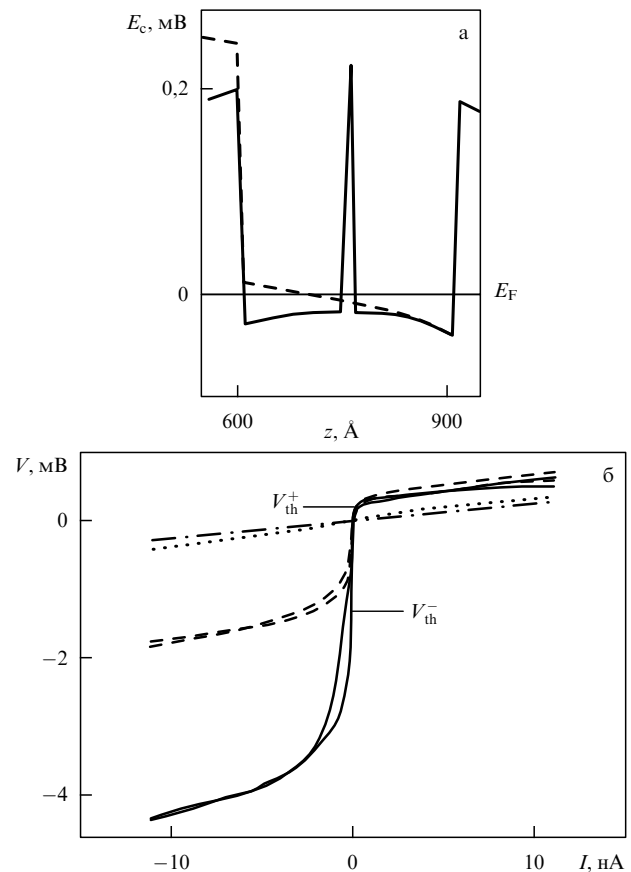 E_c, мВ
а
0,2
0
E_F
600
900
z, Å
V, мВ
б
V_th^+
0
V_th^−
−2
−4
−10
0
10
I, нА